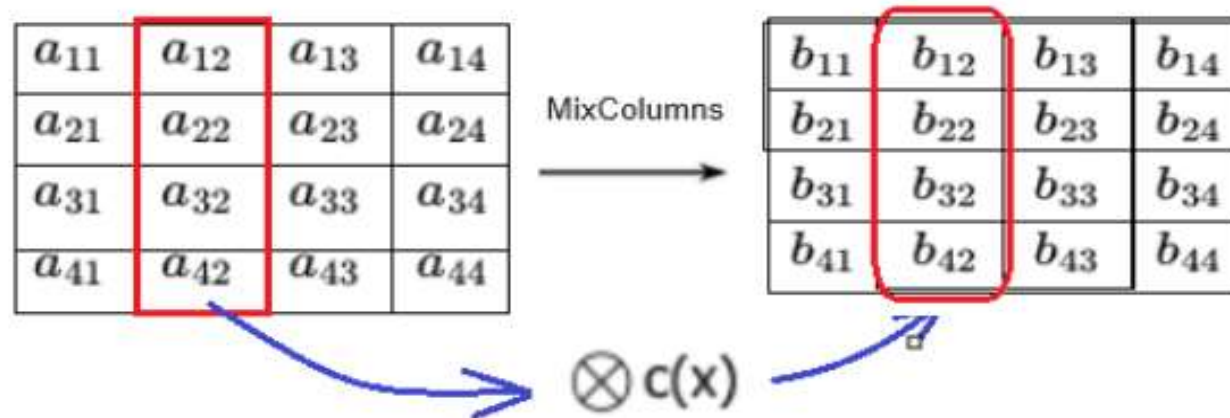 a₁₁ a₁₂ a₁₃ a₁₄
a₂₁ a₂₂ a₂₃ a₂₄
a₃₁ a₃₂ a₃₃ a₃₄
a₄₁ a₄₂ a₄₃ a₄₄
MixColumns
b₁₁ b₁₂ b₁₃ b₁₄
b₂₁ b₂₂ b₂₃ b₂₄
b₃₁ b₃₂ b₃₃ b₃₄
b₄₁ b₄₂ b₄₃ b₄₄
⊗ c(x)